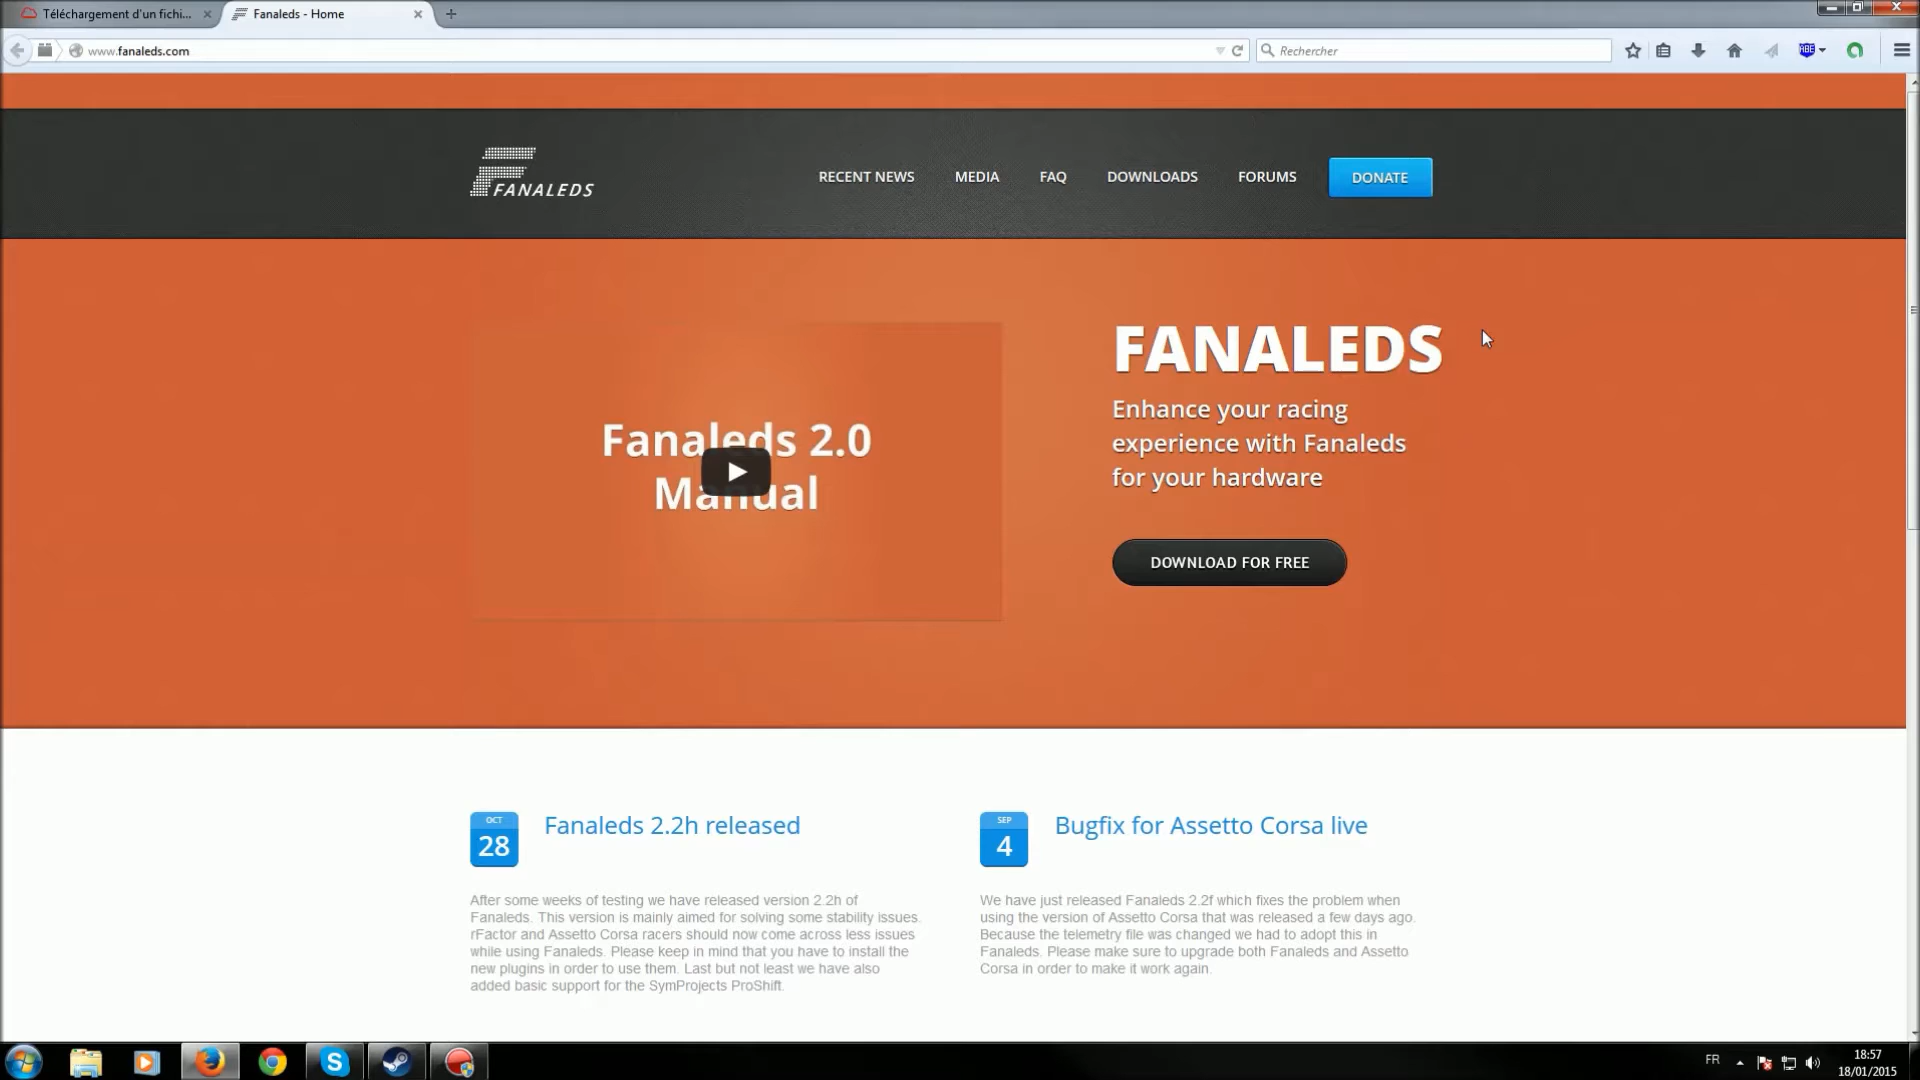 Téléchargement d'un fichi...
Fanaleds - Home
www.fanaleds.com
Rechercher
ABE
FANALEDS
RECENT NEWS
MEDIA
FAQ
DOWNLOADS
FORUMS
DONATE
Fanaleds 2.0
Manual
FANALEDS
Enhance your racing
experience with Fanaleds
for your hardware
DOWNLOAD FOR FREE
OCT
28
Fanaleds 2.2h released
After some weeks of testing we have released version 2.2h of
Fanaleds. This version is mainly aimed for solving some stability issues.
rFactor and Assetto Corsa racers should now come across less issues
while using Fanaleds. Please keep in mind that you have to install the
new plugins in order to use them. Last but not least we have also
added basic support for the SymProjects ProShift.
SEP
4
Bugfix for Assetto Corsa live
We have just released Fanaleds 2.2f which fixes the problem when
using the version of Assetto Corsa that was released a few days ago.
Because the telemetry file was changed we had to adopt this in
Fanaleds. Please make sure to upgrade both Fanaleds and Assetto
Corsa in order to make it work again.
FR
18:57
18/01/2015